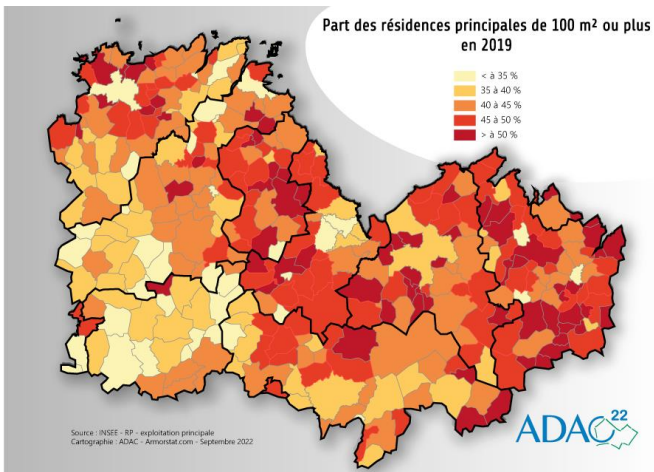 Part des résidences principales de 100 m² ou plus
en 2019
< à 35 %
35 à 40 %
40 à 45 %
45 à 50 %
> à 50 %
Source : INSEE - RP - exploitation principale
Cartographie : ADAC - Armorstat.com - Septembre 2022
ADAC 22